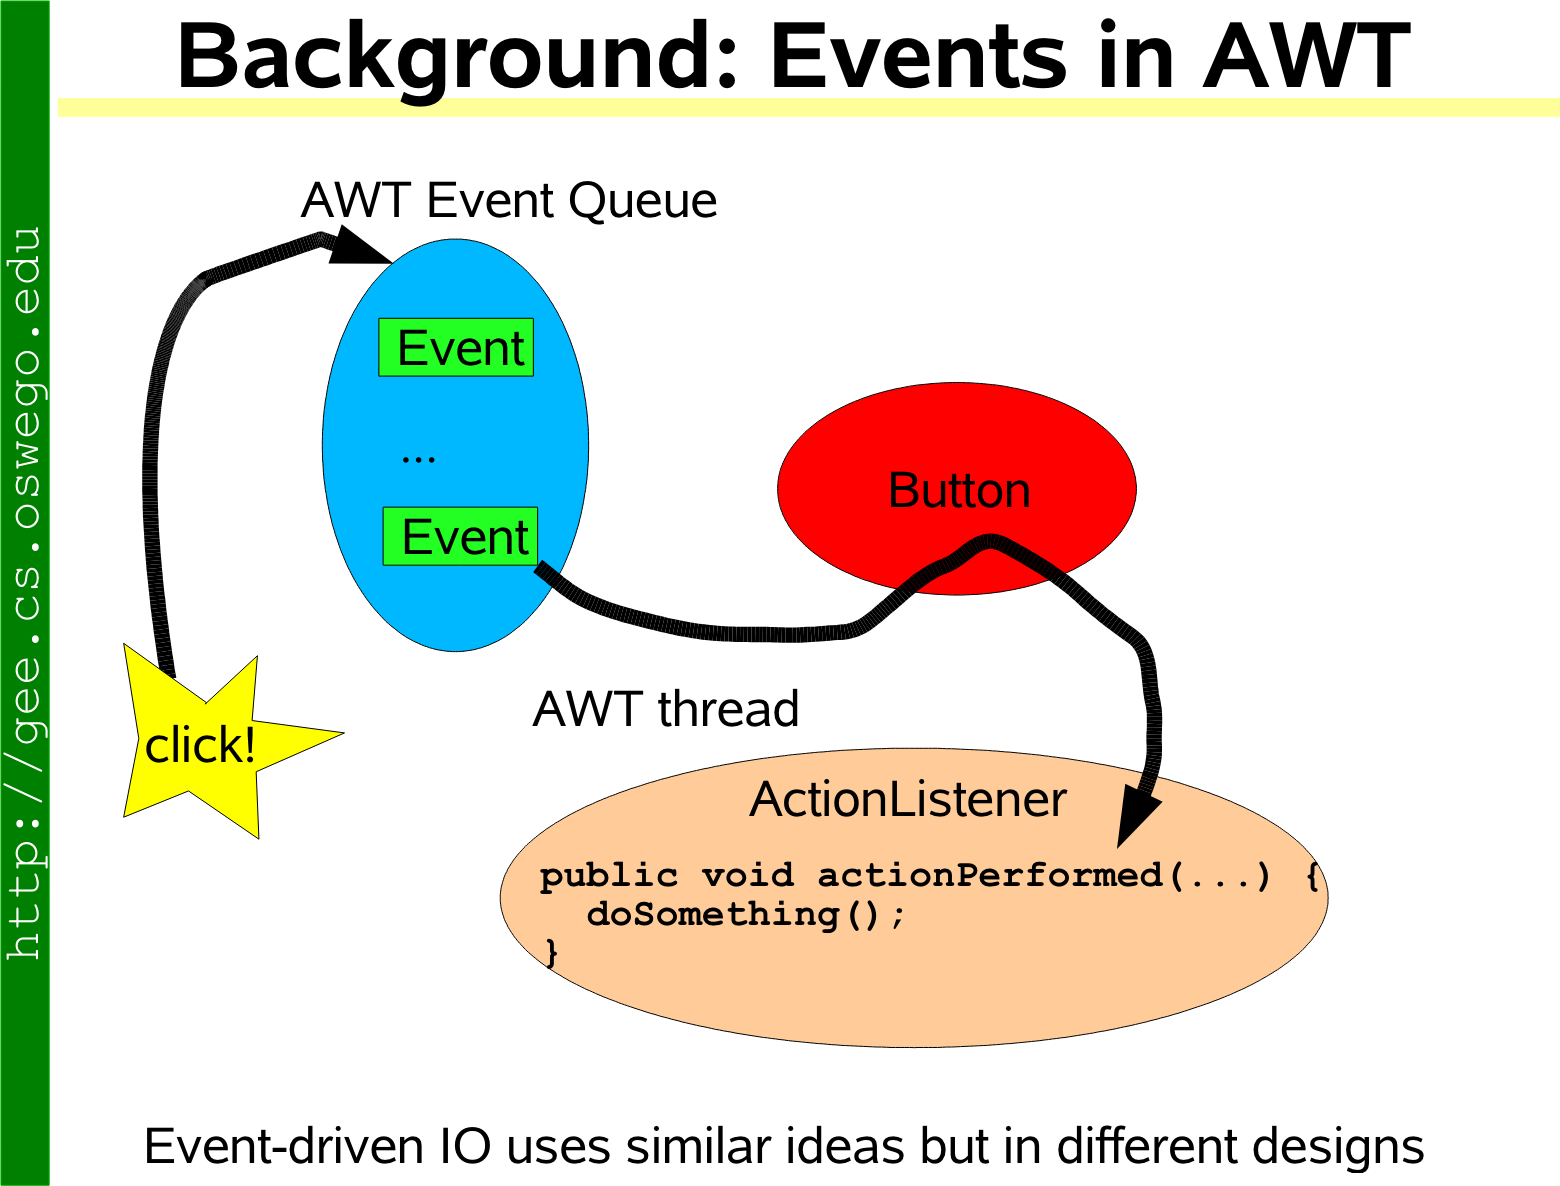 Background: Events in AWT
http://gee.cs.oswego.edu
AWT Event Queue
Event
...
Event
Button
click!
AWT thread
ActionListener
public void actionPerformed(...) {
  doSomething();
}
Event-driven IO uses similar ideas but in different designs